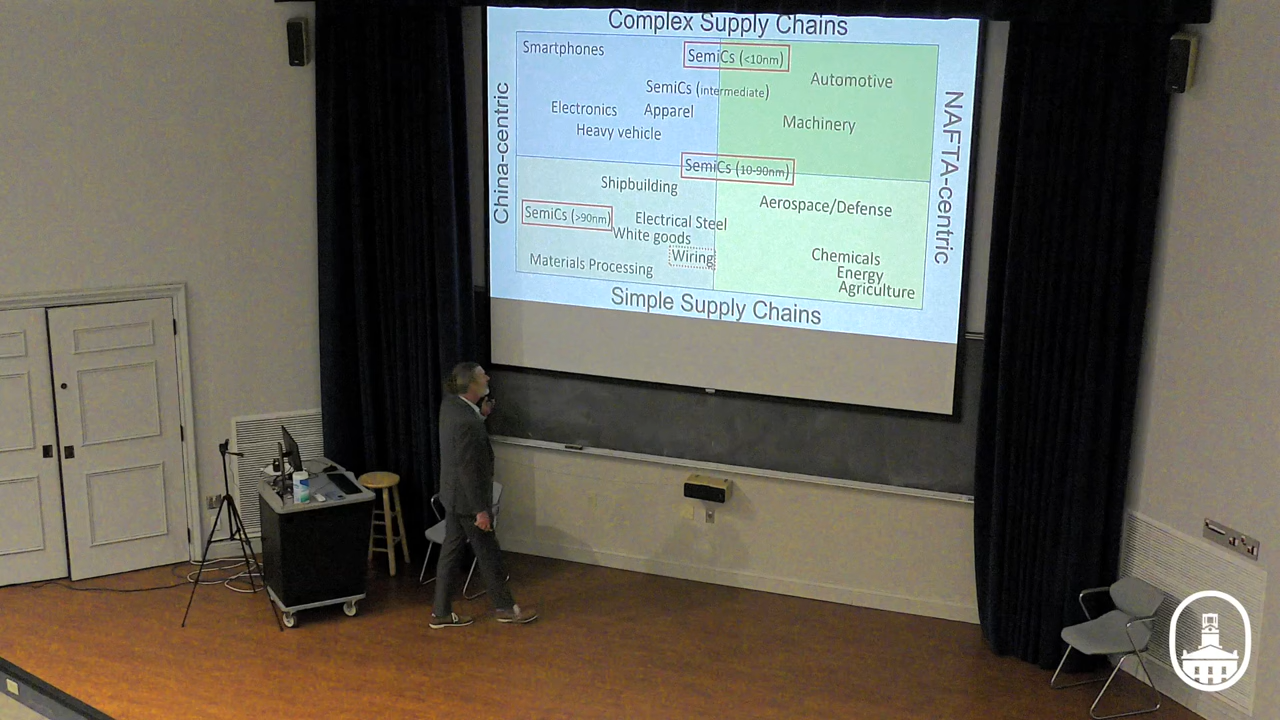 Complex Supply Chains
Smartphones
SemiCs (<10nm)
Automotive
SemiCs (intermediate)
Electronics
Apparel
Machinery
Heavy vehicle
China-centric
NAFTA-centric
SemiCs (10-90nm)
Shipbuilding
Aerospace/Defense
SemiCs (>90nm)
Electrical Steel
White goods
Wiring
Chemicals
Materials Processing
Energy
Agriculture
Simple Supply Chains